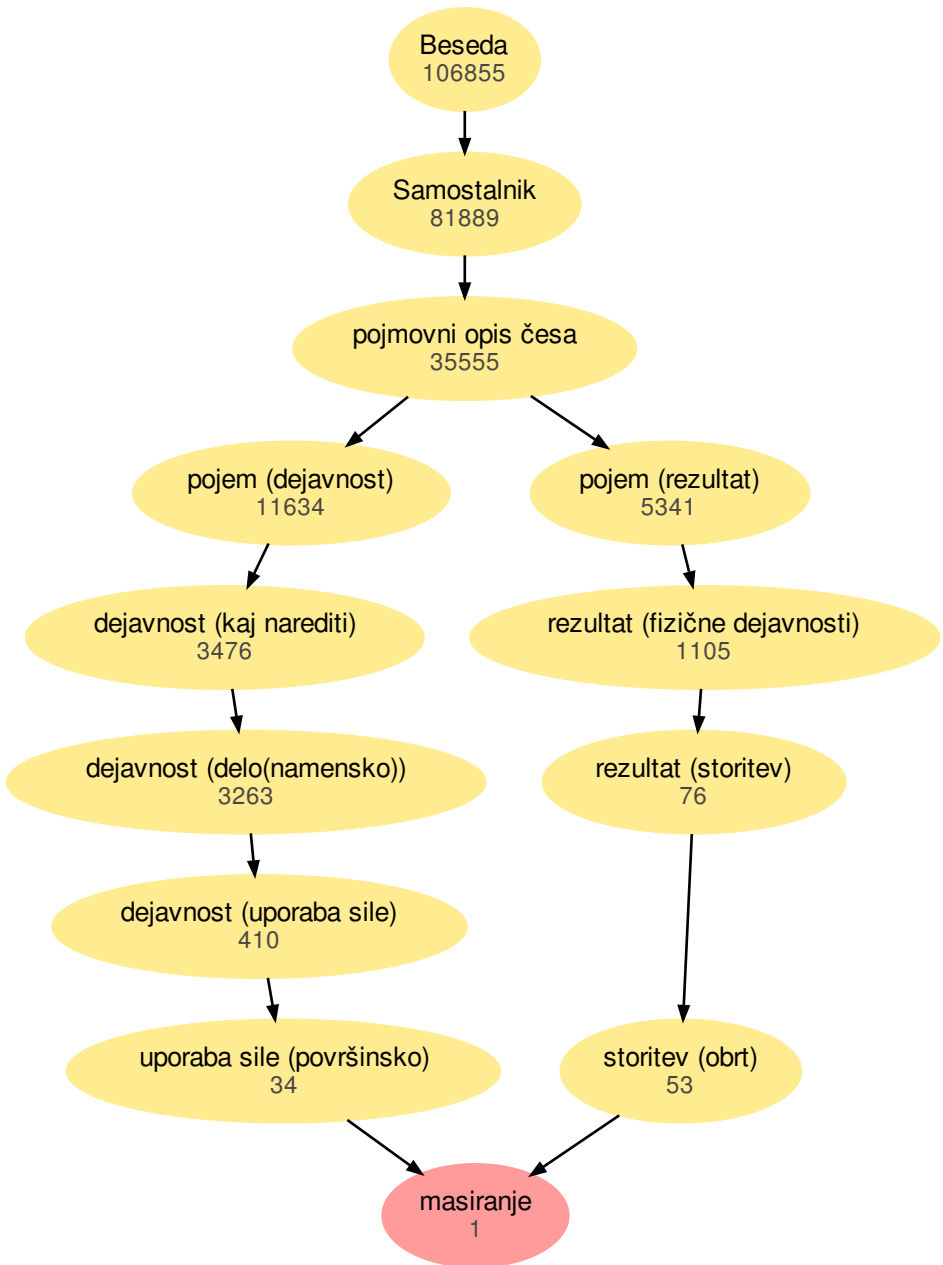 Beseda
106855
Samostalnik
81889
pojmovni opis česa
35555
pojem (dejavnost)
11634
pojem (rezultat)
5341
dejavnost (kaj narediti)
3476
rezultat (fizične dejavnosti)
1105
dejavnost (delo(namensko))
3263
rezultat (storitev)
76
dejavnost (uporaba sile)
410
uporaba sile (površinsko)
34
storitev (obrt)
53
masiranje
1